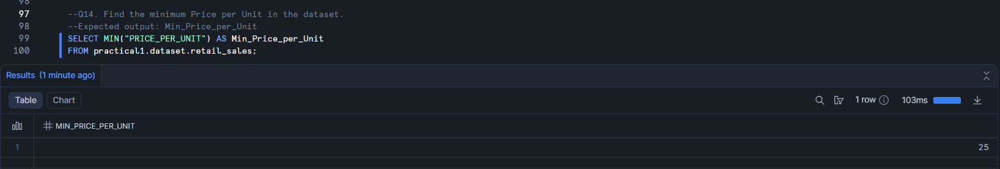 96
97 --Q14. Find the minimum Price per Unit in the dataset.
98 --Expected output: Min_Price_per_Unit
99 SELECT MIN("PRICE_PER_UNIT") AS Min_Price_per_Unit
100 FROM practical1.dataset.retail_sales;
Results (1 minute ago)
Table Chart 1 row 103ms
MIN_PRICE_PER_UNIT
1 25